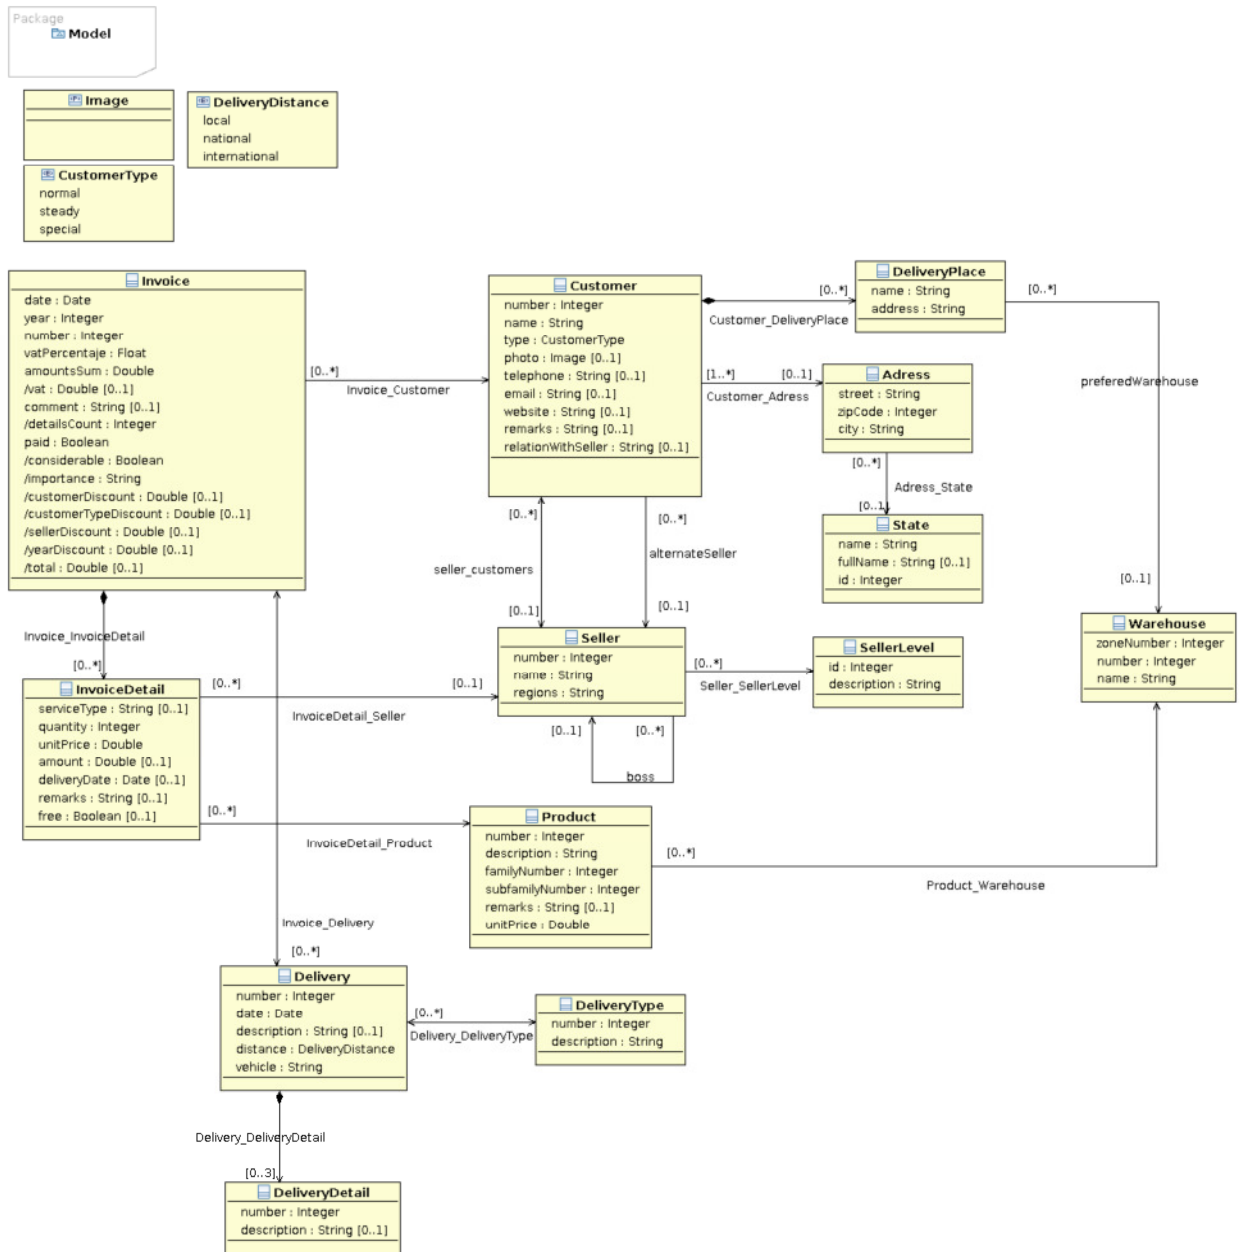 Package
Model
Image
DeliveryDistance
local
national
international
CustomerType
normal
steady
special
Invoice
date : Date
year : Integer
number : Integer
vatPercentaje : Float
amountsSum : Double
/vat : Double [0..1]
comment : String [0..1]
/detailsCount : Integer
paid : Boolean
/considerable : Boolean
/importance : String
/customerDiscount : Double [0..1]
/customerTypeDiscount : Double [0..1]
/sellerDiscount : Double [0..1]
/yearDiscount : Double [0..1]
/total : Double [0..1]
[0..*]
Invoice_Customer
Customer
number : Integer
name : String
type : CustomerType
photo : Image [0..1]
telephone : String [0..1]
email : String [0..1]
website : String [0..1]
remarks : String [0..1]
relationWithSeller : String [0..1]
[0..*]
Customer_DeliveryPlace
DeliveryPlace
name : String
address : String
[0..*]
preferedWarehouse
[0..1]
[1..*]
[0..1]
Customer_Adress
Adress
street : String
zipCode : Integer
city : String
[0..*]
Adress_State
[0..1]
State
name : String
fullName : String [0..1]
id : Integer
[0..*]
seller_customers
[0..1]
[0..*]
alternateSeller
[0..1]
Warehouse
zoneNumber : Integer
number : Integer
name : String
Invoice_InvoiceDetail
[0..*]
InvoiceDetail
serviceType : String [0..1]
quantity : Integer
unitPrice : Double
amount : Double [0..1]
deliveryDate : Date [0..1]
remarks : String [0..1]
free : Boolean [0..1]
[0..*]
[0..1]
InvoiceDetail_Seller
Seller
number : Integer
name : String
regions : String
[0..*]
Seller_SellerLevel
SellerLevel
id : Integer
description : String
[0..1]
[0..*]
boss
[0..*]
InvoiceDetail_Product
Product
number : Integer
description : String
familyNumber : Integer
subfamilyNumber : Integer
remarks : String [0..1]
unitPrice : Double
[0..*]
Product_Warehouse
Invoice_Delivery
[0..*]
Delivery
number : Integer
date : Date
description : String [0..1]
distance : DeliveryDistance
vehicle : String
[0..*]
Delivery_DeliveryType
DeliveryType
number : Integer
description : String
Delivery_DeliveryDetail
[0..3]
DeliveryDetail
number : Integer
description : String [0..1]